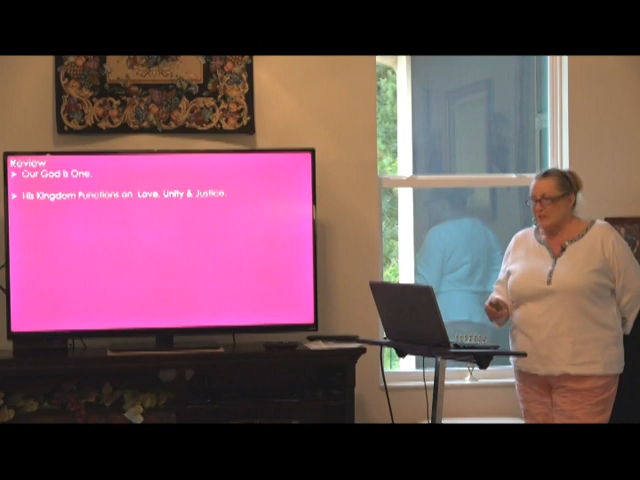 Review
➢ Our God is One.
➢ His Kingdom Functions on Love, Unity & Justice.